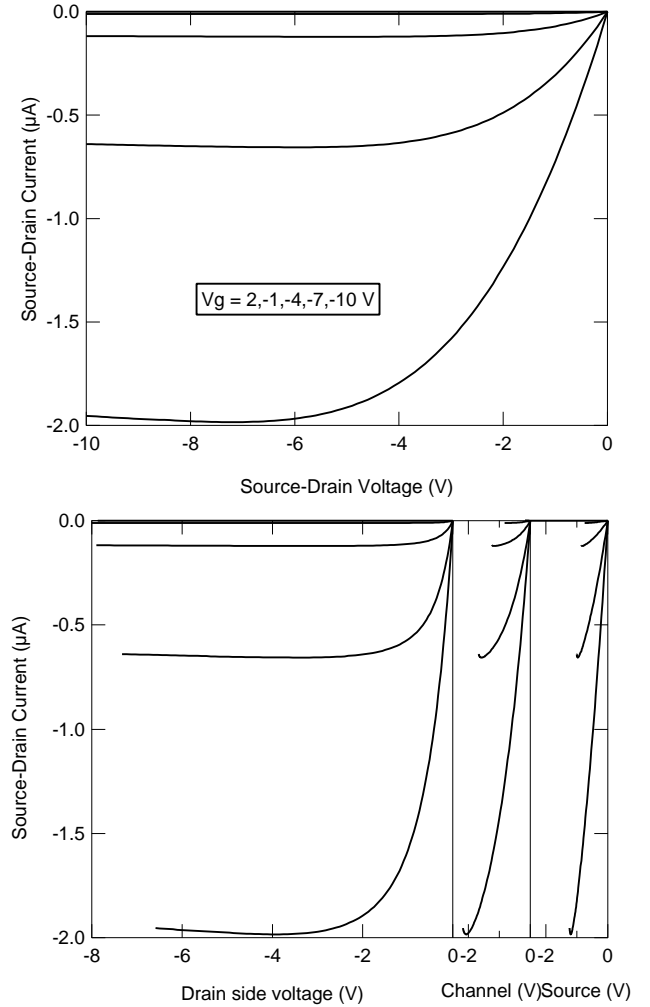 0.0
-0.5
-1.0
-1.5
-2.0
Source-Drain Current (µA)
Vg = 2,-1,-4,-7,-10 V
-10 -8 -6 -4 -2 0
Source-Drain Voltage (V)
0.0
-0.5
-1.0
-1.5
-2.0
Source-Drain Current (µA)
-8 -6 -4 -2 0 -2 0 -2 0
Drain side voltage (V) Channel (V) Source (V)